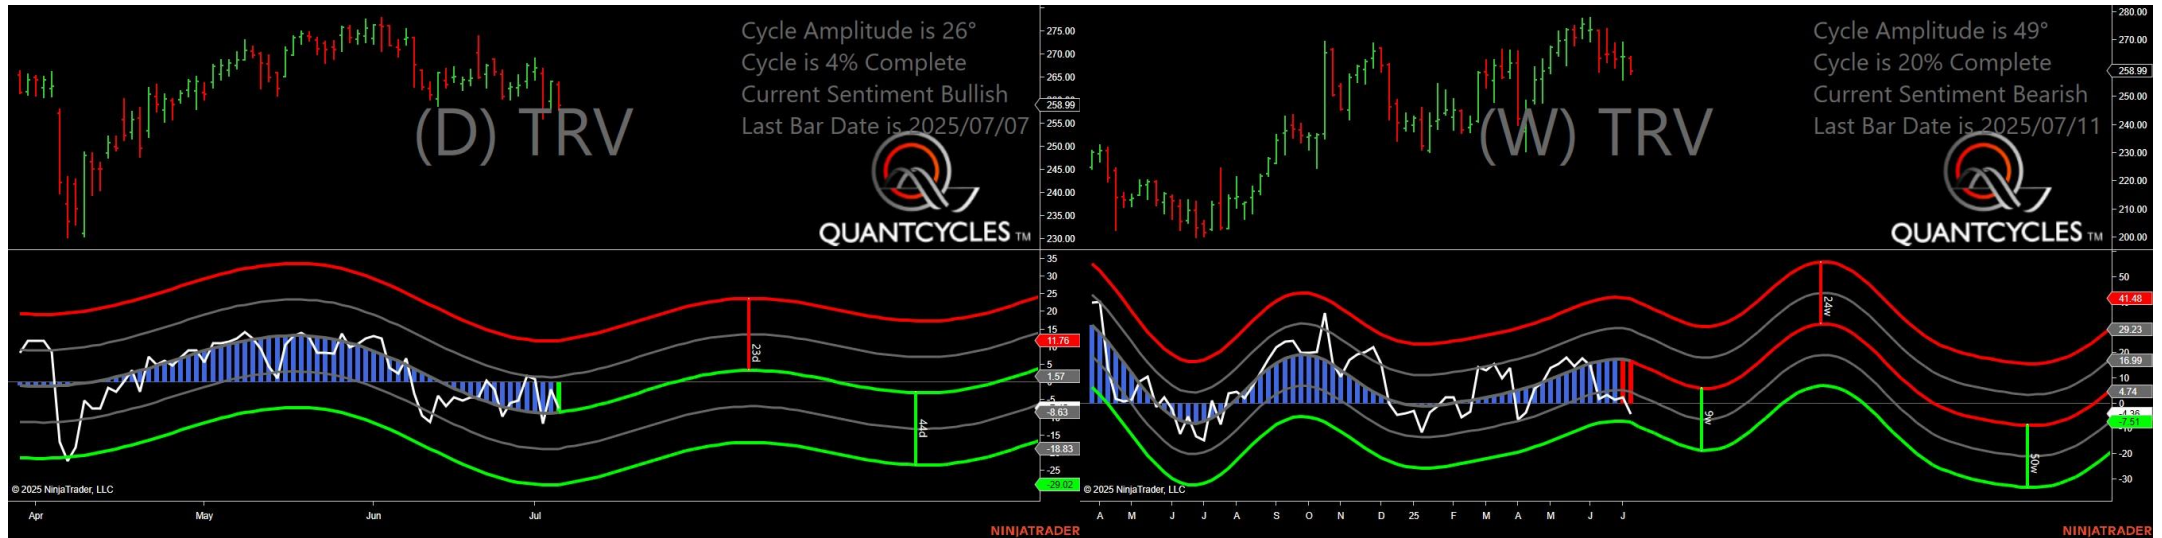 Cycle Amplitude is 26°
Cycle is 4% Complete
Current Sentiment Bullish
Last Bar Date is 2025/07/07
(D) TRV
QUANTCYCLES TM
275.00
270.00
265.00
258.99
255.00
250.00
245.00
240.00
235.00
230.00
35
30
25
20
15
11.76
5
1.57
-8.63
-15
-18.83
-25
-29.02
23d
44d
© 2025 NinjaTrader, LLC
Apr May Jun Jul
NINJATRADER
Cycle Amplitude is 49°
Cycle is 20% Complete
Current Sentiment Bearish
Last Bar Date is 2025/07/11
(W) TRV
QUANTCYCLES TM
280.00
270.00
258.99
250.00
240.00
230.00
220.00
210.00
200.00
50
41.48
29.23
16.99
10
4.74
0
-4.36
-7.51
-20
-30
9w
24w
50w
© 2025 NinjaTrader, LLC
A M J J A S O N D 25 F M A M J J
NINJATRADER